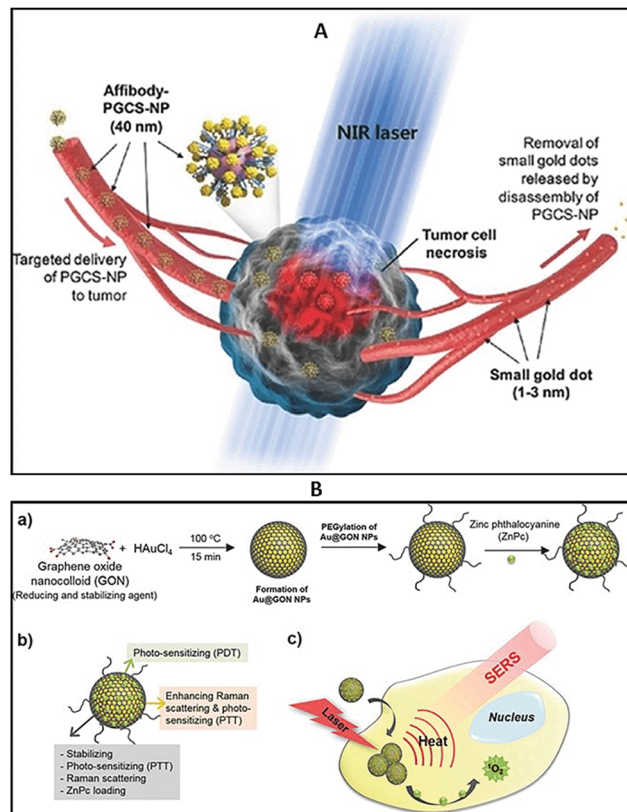 A
Affibody-
PGCS-NP
(40 nm)
NIR laser
Removal of
small gold dots
released by
disassembly of
PGCS-NP
Tumor cell
necrosis
Targeted delivery
of PGCS-NP
to tumor
Small gold dot
(1-3 nm)
B
a)
Graphene oxide
nanocolloid (GON)
(Reducing and stabilizing agent)
+ HAuCl4
100 °C
15 min
Formation of
Au@GON NPs
PEGylation of
Au@GON NPs
Zinc phthalocyanine
(ZnPc)
b)
Photo-sensitizing (PDT)
Enhancing Raman
scattering & photo-
sensitizing (PTT)
- Stabilizing
- Photo-sensitizing (PTT)
- Raman scattering
- ZnPc loading
c)
SERS
Laser
Heat
Nucleus
¹O₂